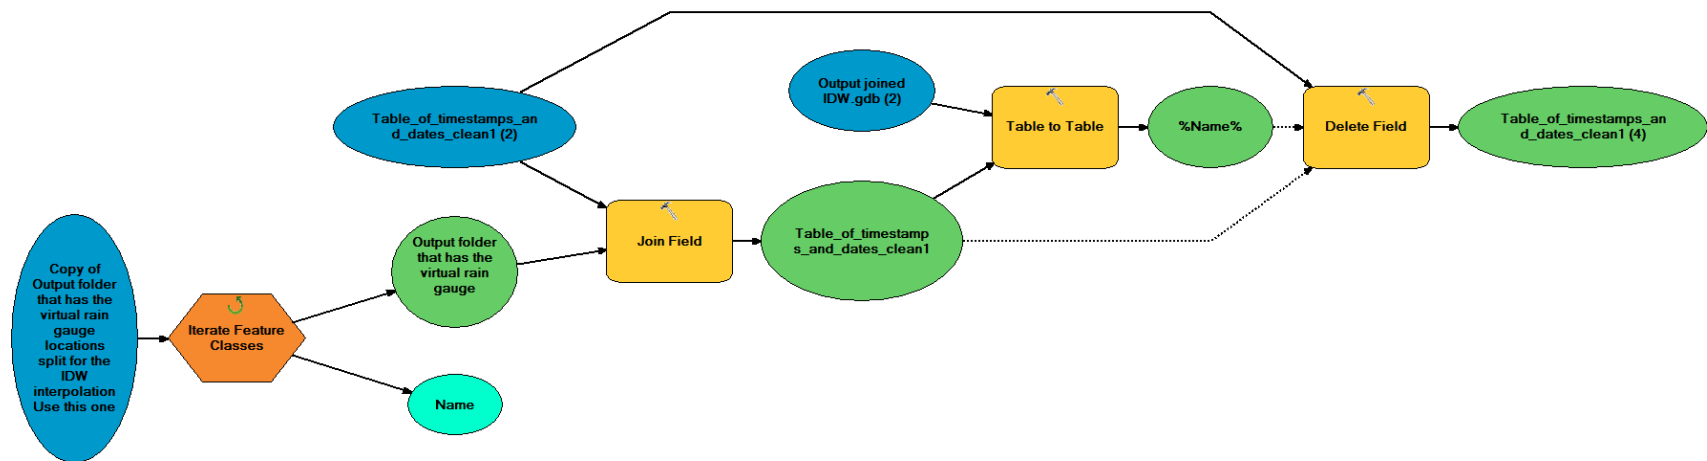 Copy of
Output folder
that has the
virtual rain
gauge
locations
split for the
IDW
interpolation
Use this one
Iterate Feature
Classes
Output folder
that has the
virtual rain
gauge
Name
Table_of_timestamps_an
d_dates_clean1 (2)
Join Field
Table_of_timestamp
s_and_dates_clean1
Output joined
IDW.gdb (2)
Table to Table
%Name%
Delete Field
Table_of_timestamps_an
d_dates_clean1 (4)